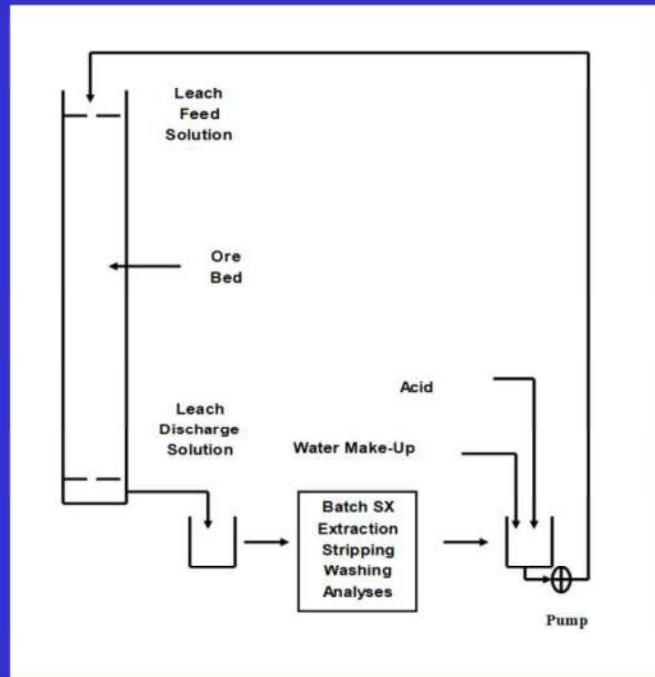 Leach
Feed
Solution
Ore
Bed
Acid
Leach
Discharge
Solution
Water Make-Up
Batch SX
Extraction
Stripping
Washing
Analyses
Pump